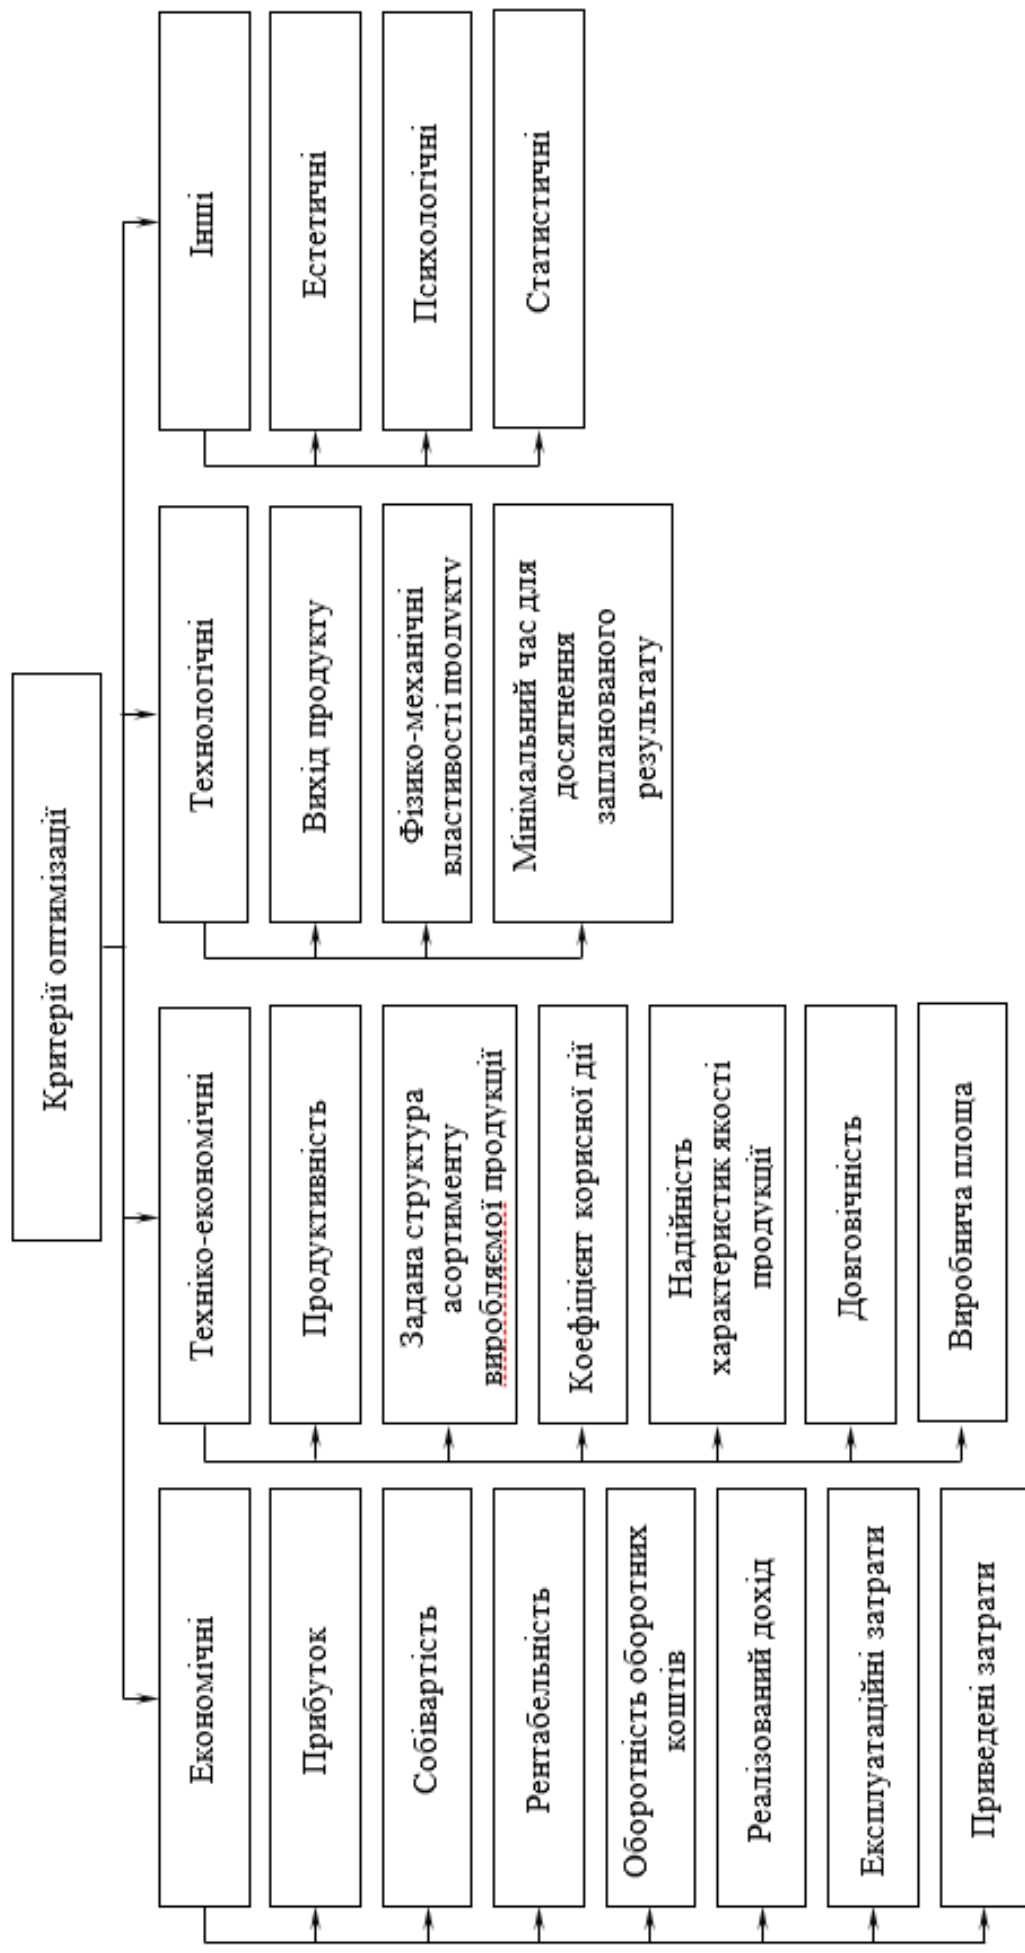 Критерії оптимізації
Економічні
Прибуток
Собівартість
Рентабельність
Оборотність оборотних
коштів
Реалізований дохід
Експлуатаційні затрати
Приведені затрати
Техніко-економічні
Продуктивність
Задана структура
асортименту
виробляємої продукції
Коефіцієнт корисної дії
Надійність
характеристик якості
продукції
Довговічність
Виробнича площа
Технологічні
Вихід продукту
Фізико-механічні
властивості продукту
Мінімальний час для
досягнення
запланованого
результату
Інші
Естетичні
Психологічні
Статистичні